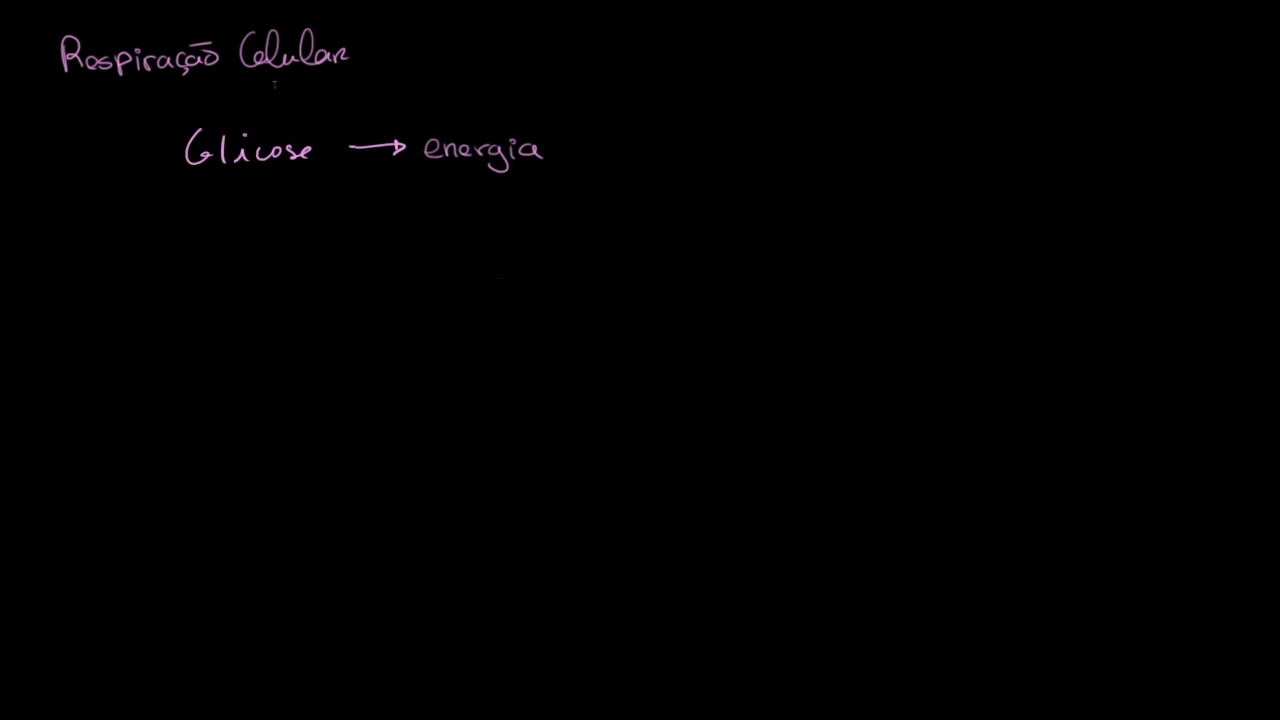 Respiração Celular
Glicose → energia